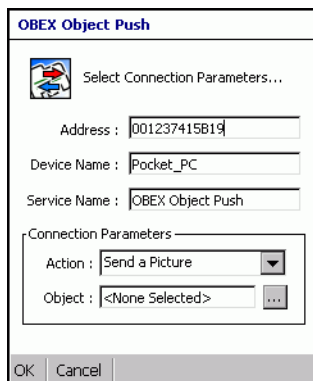 OBEX Object Push
Select Connection Parameters...
Address : 001237415B19
Device Name : Pocket_PC
Service Name : OBEX Object Push
Connection Parameters
Action : Send a Picture
Object : <None Selected> ...
OK Cancel